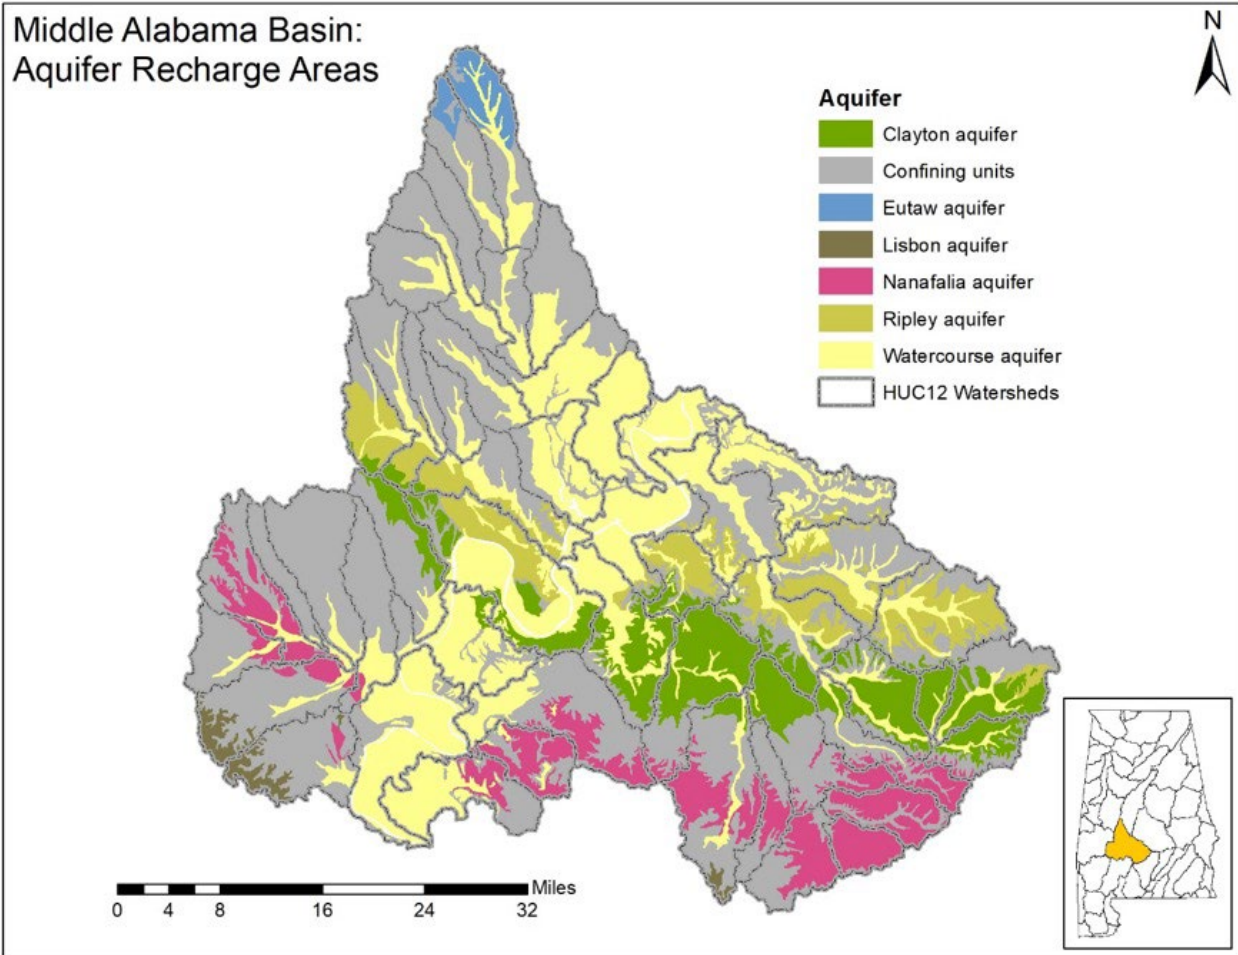 Middle Alabama Basin:
Aquifer Recharge Areas
N
Aquifer
Clayton aquifer
Confining units
Eutaw aquifer
Lisbon aquifer
Nanafalia aquifer
Ripley aquifer
Watercourse aquifer
HUC12 Watersheds
Miles
0 4 8 16 24 32